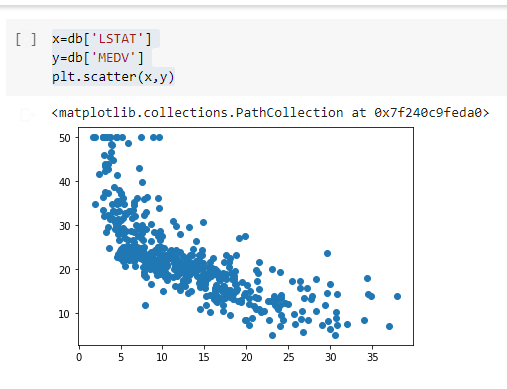 [ ] x=db['LSTAT']
y=db['MEDV']
plt.scatter(x,y)
<matplotlib.collections.PathCollection at 0x7f240c9feda0>
50
40
30
20
10
0 5 10 15 20 25 30 35